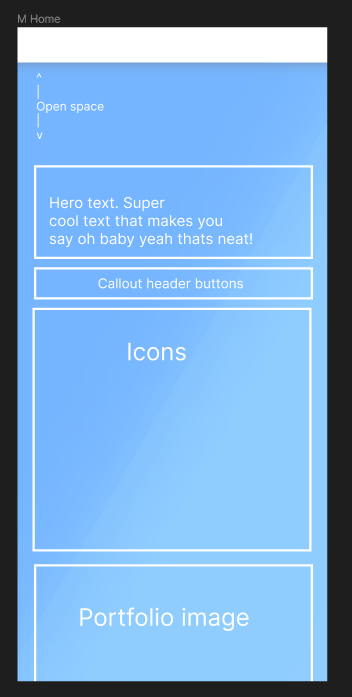 M Home
^
|
Open space
|
v
Hero text. Super
cool text that makes you
say oh baby yeah thats neat!
Callout header buttons
Icons
Portfolio image